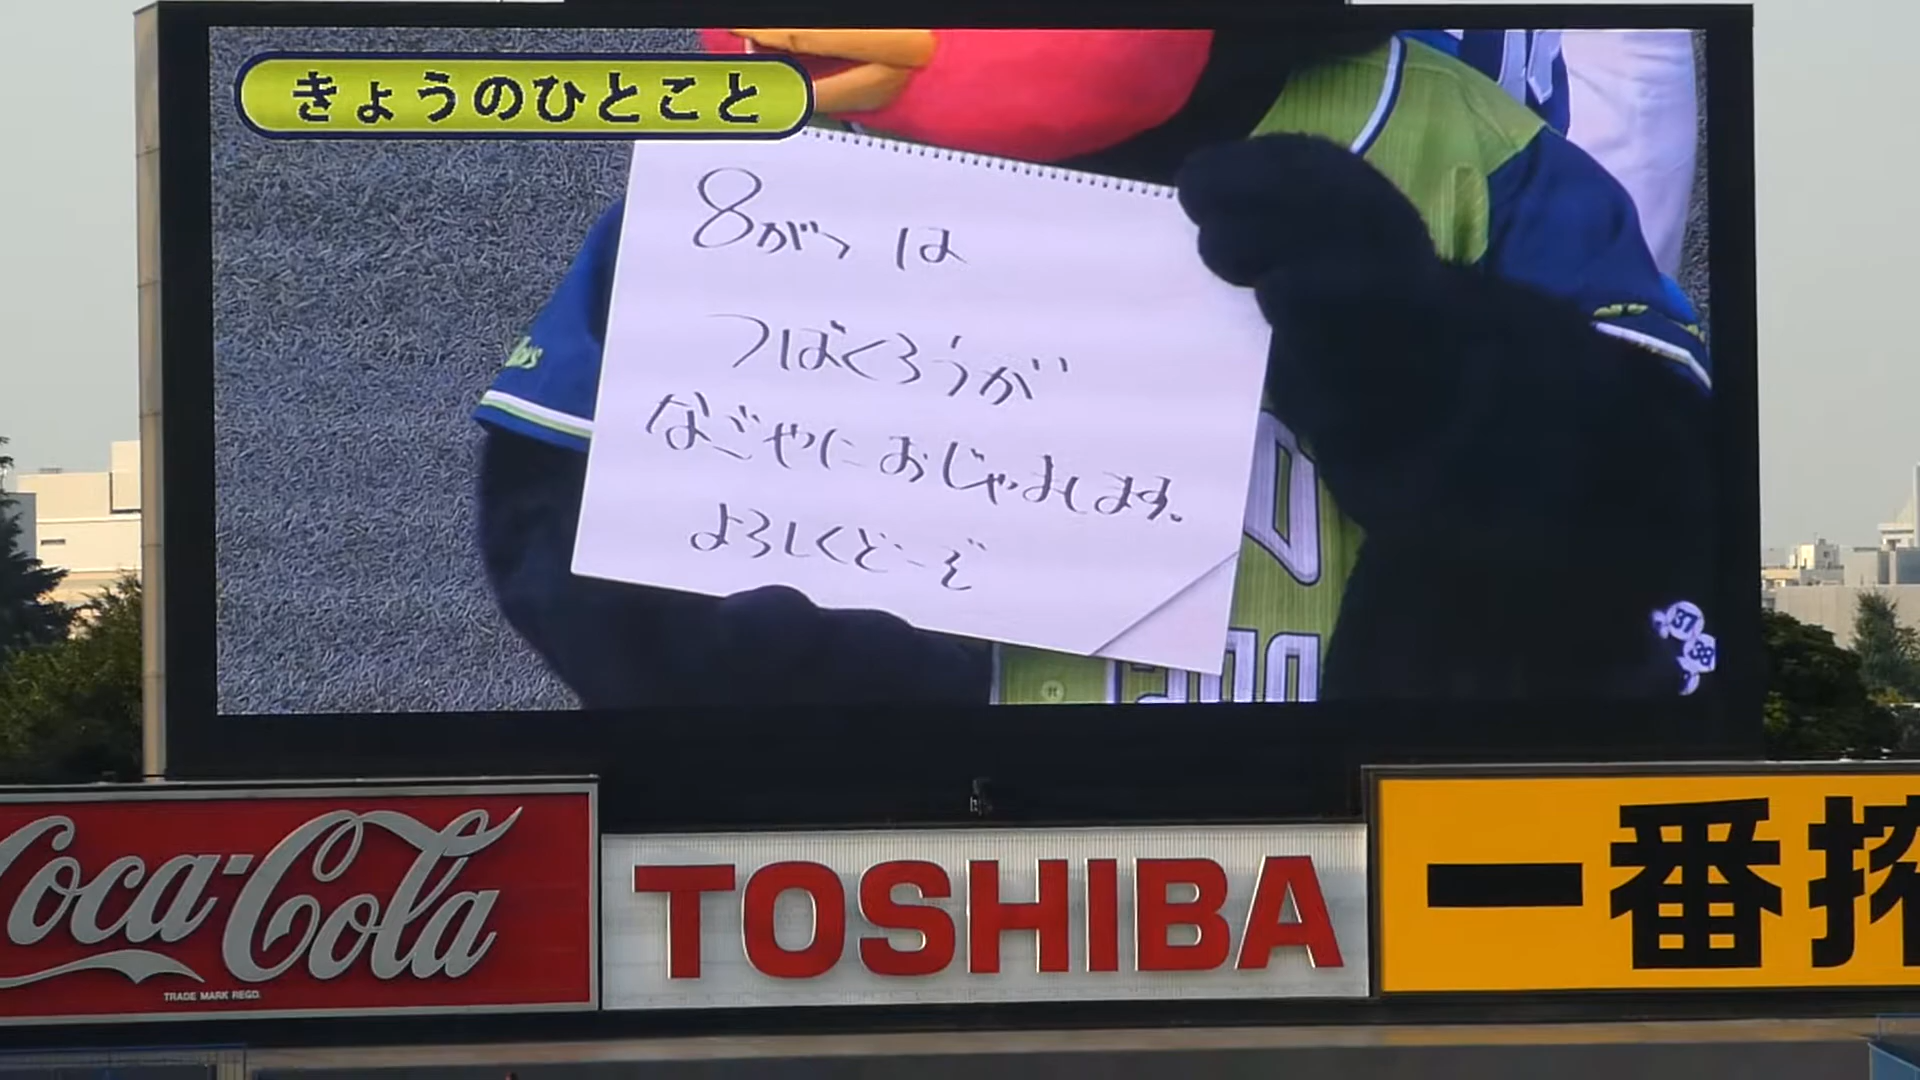 きょうのひとこと
8がつは
つばくろうが
なごやにおじゃまします。
よろしくどーぞ
37
38
Coca-Cola
TRADE MARK REGD.
TOSHIBA
一番搾